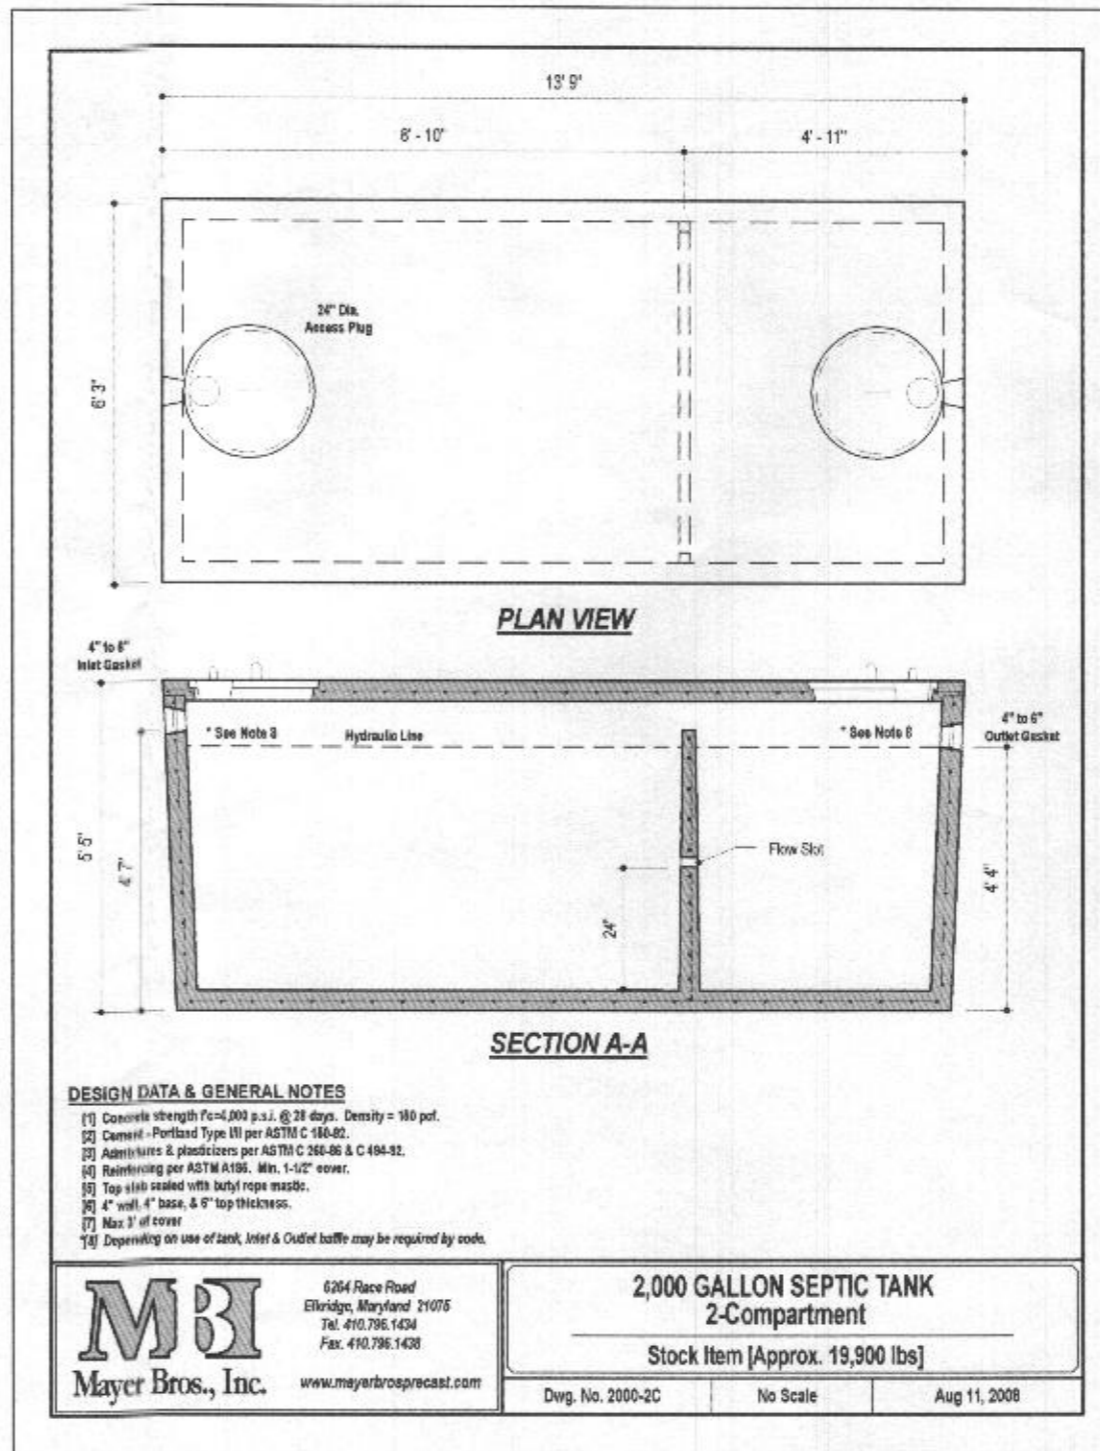 13' 9"
8' - 10"
4' - 11"
6' 3"
24" Dia.
Access Plug
PLAN VIEW
4" to 6"
Inlet Gasket
* See Note 8
Hydraulic Line
* See Note 8
4" to 6"
Outlet Gasket
5' 5"
4' 7"
Flow Slot
24"
4' 4"
SECTION A-A
DESIGN DATA & GENERAL NOTES
[1] Concrete strength f'c=4,000 p.s.i. @ 28 days. Density = pcf.
[2] Cement - Portland Type I/II per ASTM C 150-92.
[3] Admixtures & plasticizers per ASTM C 260-86 & C 494-92.
[4] Reinforcing per ASTM Min. 1-1/2" cover.
[5] Top slab sealed with butyl rope mastic.
[6] 4" wall, 4" base, & 6" top thickness.
[7] Max 3' of cover
*[8] Depending on use of tank, Inlet & Outlet baffle may be required by code.
MBI
Mayer Bros., Inc.
6264 Race Road
Elkridge, Maryland 21075
Tel. 410.796.1434
Fax. 410.796.1438
www.mayerbrosprecast.com
2,000 GALLON SEPTIC TANK
2-Compartment
Stock Item [Approx. 19,900 lbs]
Dwg. No. 2000-2C
No Scale
Aug 11, 2008